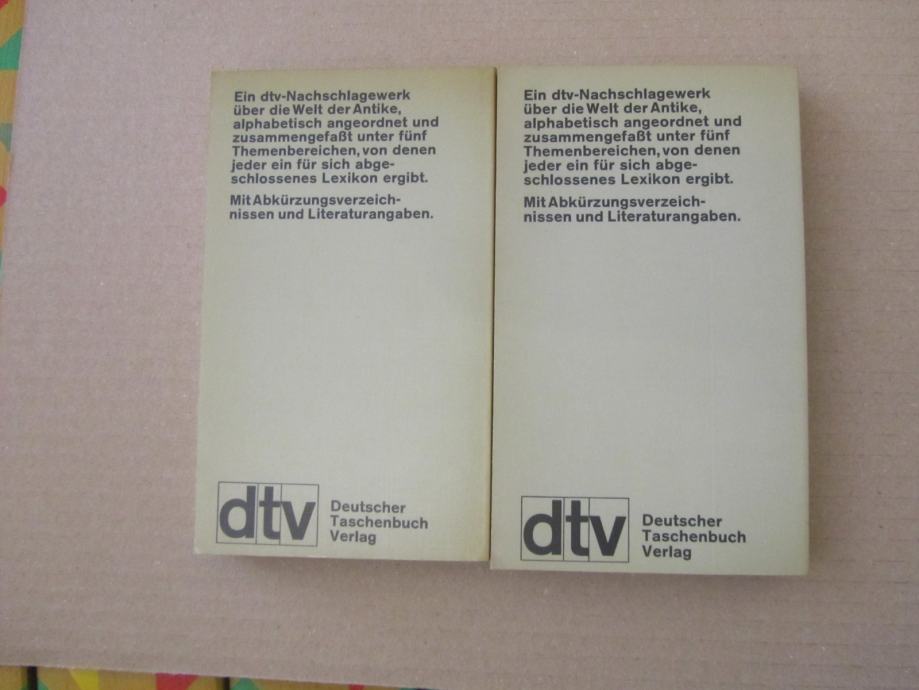 Ein dtv-Nachschlagewerk
über die Welt der Antike,
alphabetisch angeordnet und
zusammengefaßt unter fünf
Themenbereichen, von denen
jeder ein für sich abge-
schlossenes Lexikon ergibt.
Mit Abkürzungsverzeich-
nissen und Literaturangaben.
dtv
Deutscher
Taschenbuch
Verlag
Ein dtv-Nachschlagewerk
über die Welt der Antike,
alphabetisch angeordnet und
zusammengefaßt unter fünf
Themenbereichen, von denen
jeder ein für sich abge-
schlossenes Lexikon ergibt.
Mit Abkürzungsverzeich-
nissen und Literaturangaben.
dtv
Deutscher
Taschenbuch
Verlag